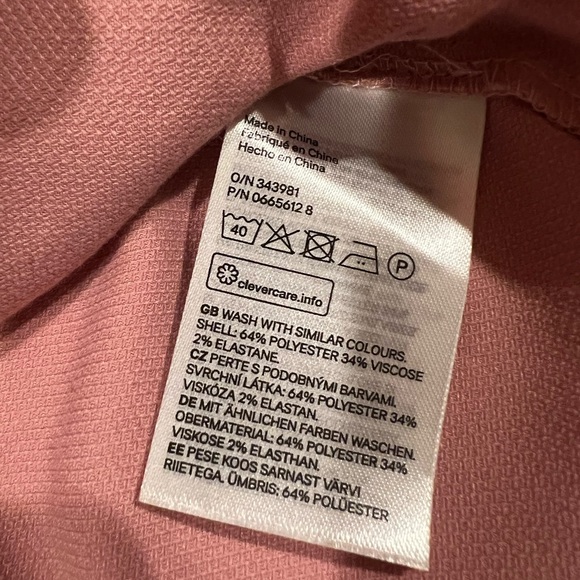 Made in China
Fabriqué en China
Hecho en China
O/N 343981
P/N 0665612 8
40 P
clevercare.info
GB WASH WITH SIMILAR COLOURS.
SHELL: 64% POLYESTER 34% VISCOSE
2% ELASTANE.
CZ PERTE S PODOBNÝMI BARVAMI.
SVRCHNÍ LÁTKA: 64% POLYESTER 34%
VISKÓZA 2% ELASTAN.
DE MIT ÄHNLICHEN FARBEN WASCHEN.
OBERMATERIAL: 64% POLYESTER 34%
VISKOSE 2% ELASTHAN.
EE PESE KOOS SARNAST VÄRVI
RIIETEGA. ÜMBRIS: 64% POLÜESTER